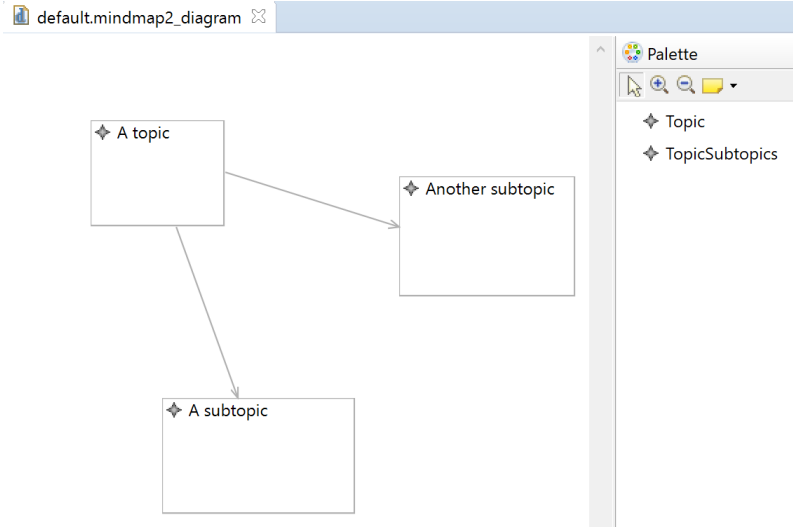 default.mindmap2_diagram
Palette
A topic
Topic
TopicSubtopics
Another subtopic
A subtopic